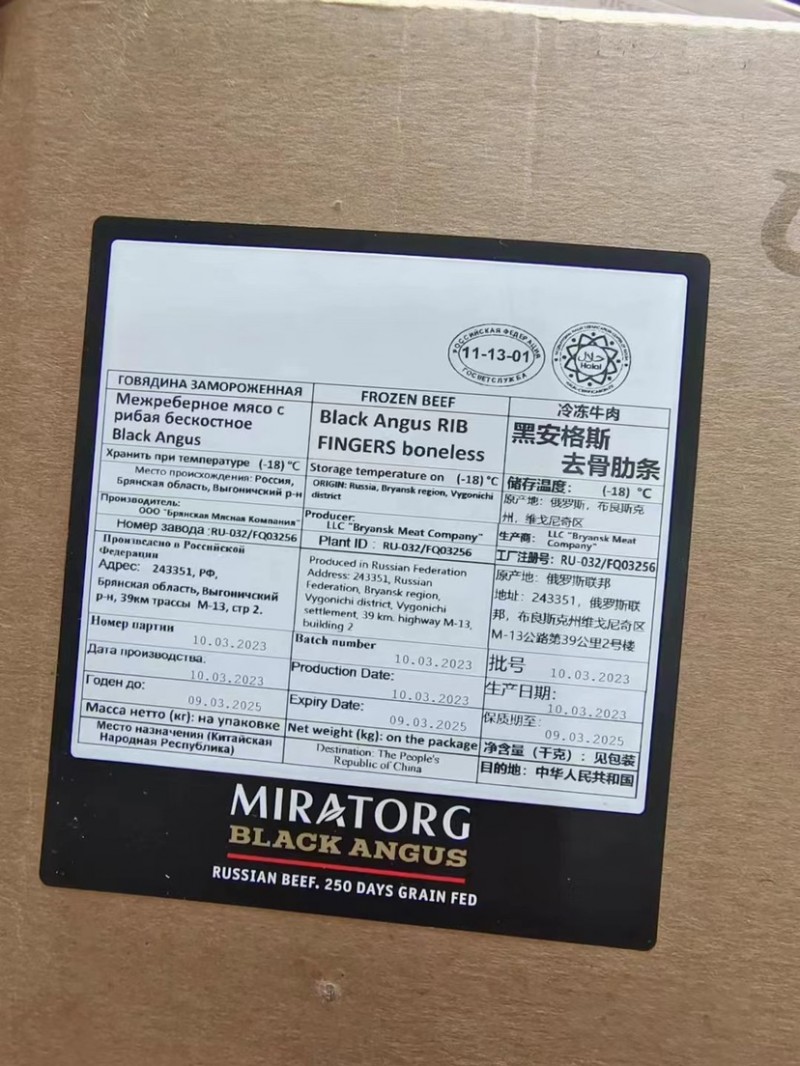 РОССИЙСКАЯ ФЕДЕРАЦИЯ
11-13-01
ГОСВЕТСЛУЖБА
حلال
Halal
ГОВЯДИНА ЗАМОРОЖЕННАЯ
Межреберное мясо с
рибая бескостное
Black Angus
Хранить при температуре (-18) °C
Место происхождения: Россия,
Брянская область, Выгоничский р-н
Производитель:
ООО "Брянская Мясная Компания"
Номер завода :RU-032/FQ03256
Произведено в Российской
Федерации
Адрес: 243351, РФ,
Брянская область, Выгоничский
р-н, 39км трассы М-13, стр 2.
Номер партии
10.03.2023
Дата производства.
10.03.2023
Годен до:
09.03.2025
Масса нетто (кг): на упаковке
Место назначения (Китайская
Народная Республика)
FROZEN BEEF
Black Angus RIB
FINGERS boneless
Storage temperature on (-18) °C
ORIGIN: Russia, Bryansk region, Vygonichi
district
Producer:
LLC "Bryansk Meat Company"
Plant ID : RU-032/FQ03256
Produced in Russian Federation
Address: 243351, Russian
Federation, Bryansk region,
Vygonichi district, Vygonichi
settlement, 39 km. highway M-13,
building 2
Batch number
10.03.2023
Production Date:
10.03.2023
Expiry Date:
09.03.2025
Net weight (kg): on the package
Destination: The People's
Republic of China
冷冻牛肉
黑安格斯
去骨肋条
储存温度: (-18) °C
原产地: 俄罗斯，布良斯克
州，维戈尼奇区
生产商: LLC "Bryansk Meat
Company"
工厂注册号: RU-032/FQ03256
原产地: 俄罗斯联邦
地址: 243351, 俄罗斯联
邦，布良斯克州维戈尼奇区
M-13公路第39公里2号楼
批号 10.03.2023
生产日期:
10.03.2023
保质期至:
09.03.2025
净含量（千克）: 见包装
目的地: 中华人民共和国
MIRATORG
BLACK ANGUS
RUSSIAN BEEF. 250 DAYS GRAIN FED